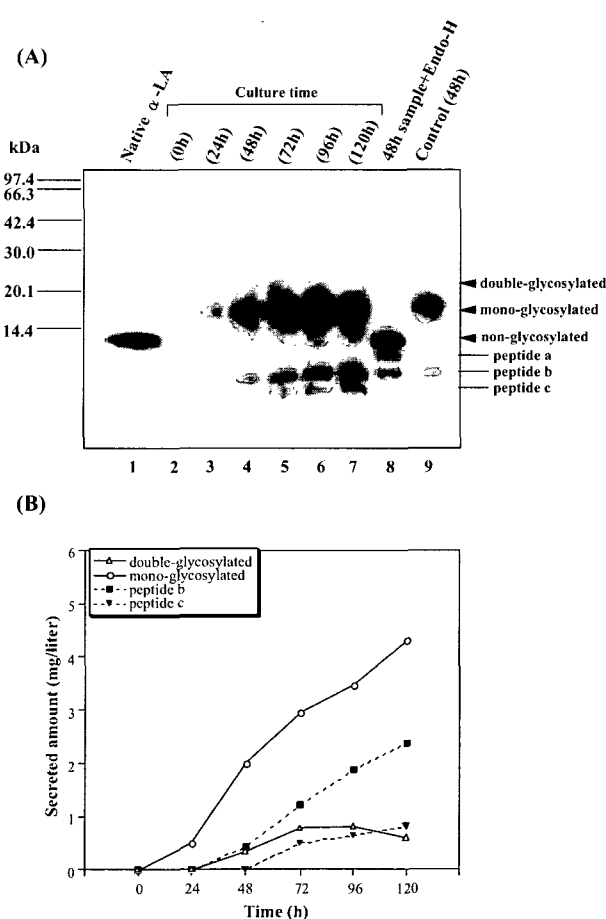 (A)
Culture time
kDa
Native α-LA
(0h)
(24h)
(48h)
(72h)
(96h)
(120h)
48h sample+Endo-H
Control (48h)
97.4
66.3
42.4
30.0
20.1
14.4
double-glycosylated
mono-glycosylated
non-glycosylated
peptide a
peptide b
peptide c
1 2 3 4 5 6 7 8 9
(B)
double-glycosylated
mono-glycosylated
peptide b
peptide c
Secreted amount (mg/liter)
6
5
4
3
2
1
0
0 24 48 72 96 120
Time (h)